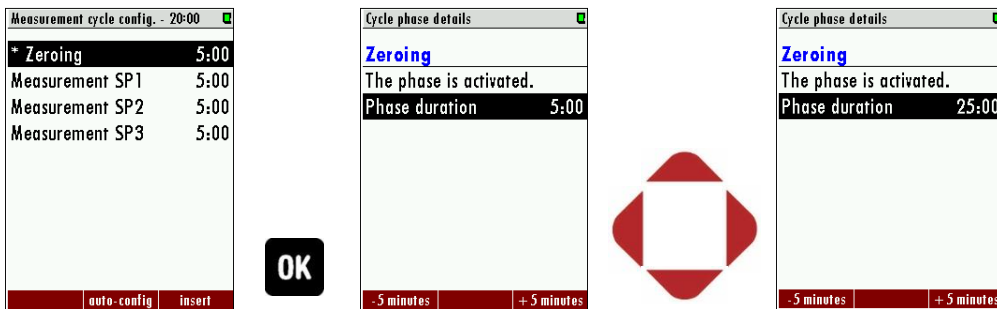 Measurement cycle config. - 20:00
* Zeroing 5:00
Measurement SP1 5:00
Measurement SP2 5:00
Measurement SP3 5:00
auto-config insert
OK
Cycle phase details
Zeroing
The phase is activated.
Phase duration 5:00
- 5 minutes + 5 minutes
Cycle phase details
Zeroing
The phase is activated.
Phase duration 25:00
- 5 minutes + 5 minutes